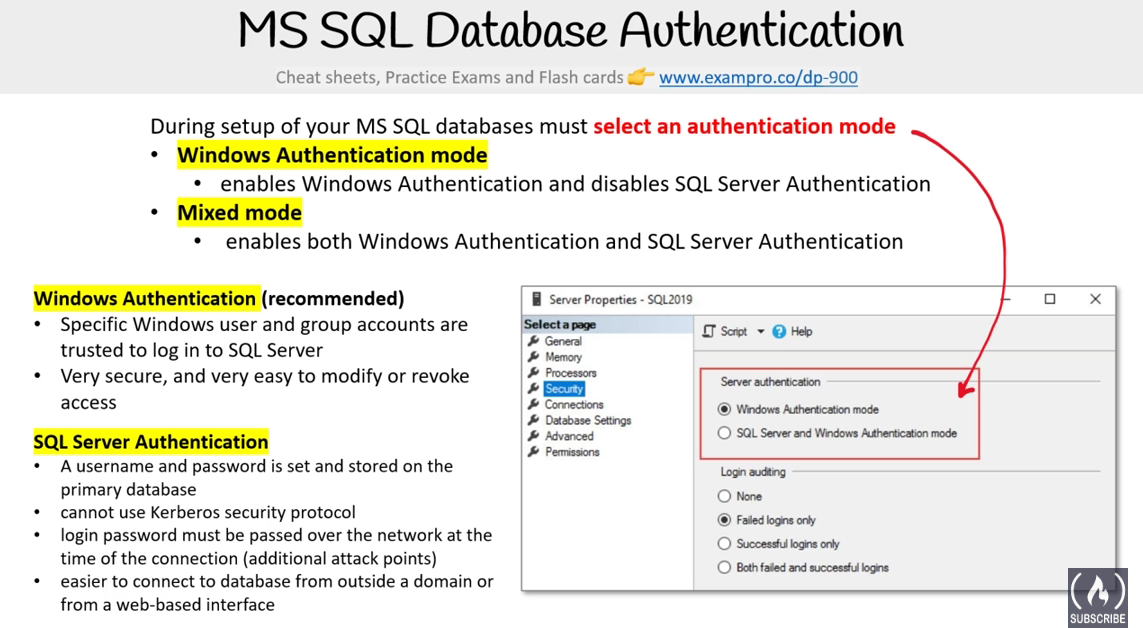 MS SQL Database Authentication
Cheat sheets, Practice Exams and Flash cards 👉 www.exampro.co/dp-900
During setup of your MS SQL databases must select an authentication mode
• Windows Authentication mode
• enables Windows Authentication and disables SQL Server Authentication
• Mixed mode
• enables both Windows Authentication and SQL Server Authentication
Windows Authentication (recommended)
• Specific Windows user and group accounts are
trusted to log in to SQL Server
• Very secure, and very easy to modify or revoke
access
SQL Server Authentication
• A username and password is set and stored on the
primary database
• cannot use Kerberos security protocol
• login password must be passed over the network at the
time of the connection (additional attack points)
• easier to connect to database from outside a domain or
from a web-based interface
Server Properties - SQL2019
Select a page
General
Memory
Processors
Security
Connections
Database Settings
Advanced
Permissions
Script Help
Server authentication
Windows Authentication mode
SQL Server and Windows Authentication mode
Login auditing
None
Failed logins only
Successful logins only
Both failed and successful logins
SUBSCRIBE